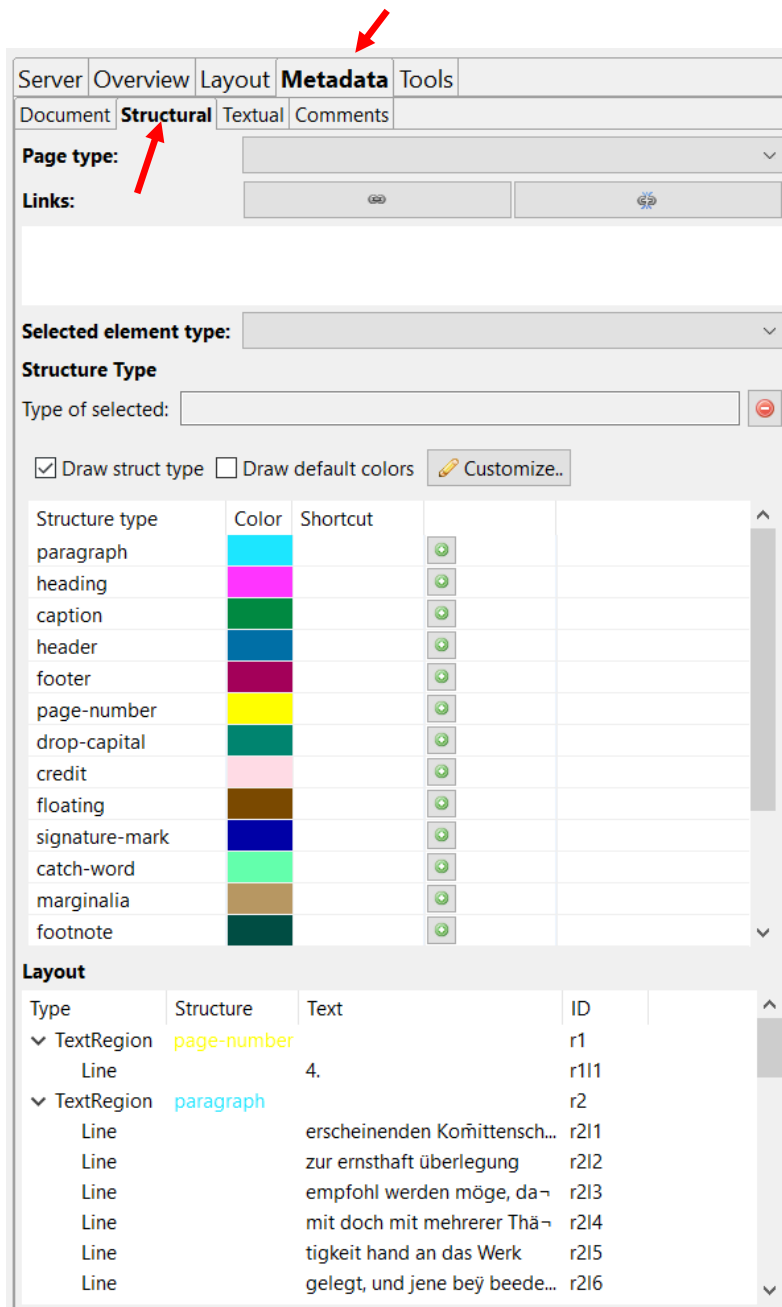 Server Overview Layout Metadata Tools
Document Structural Textual Comments
Page type:
Links:
Selected element type:
Structure Type
Type of selected:
Draw struct type Draw default colors Customize..
Structure type Color Shortcut
paragraph
heading
caption
header
footer
page-number
drop-capital
credit
floating
signature-mark
catch-word
marginalia
footnote
Layout
Type Structure Text ID
TextRegion page-number r1
Line 4. r1l1
TextRegion paragraph r2
Line erscheinenden Kom̄ittensch... r2l1
Line zur ernsthaft überlegung r2l2
Line empfohl werden möge, da¬ r2l3
Line mit doch mit mehrerer Thä¬ r2l4
Line tigkeit hand an das Werk r2l5
Line gelegt, und jene beÿ beede... r2l6